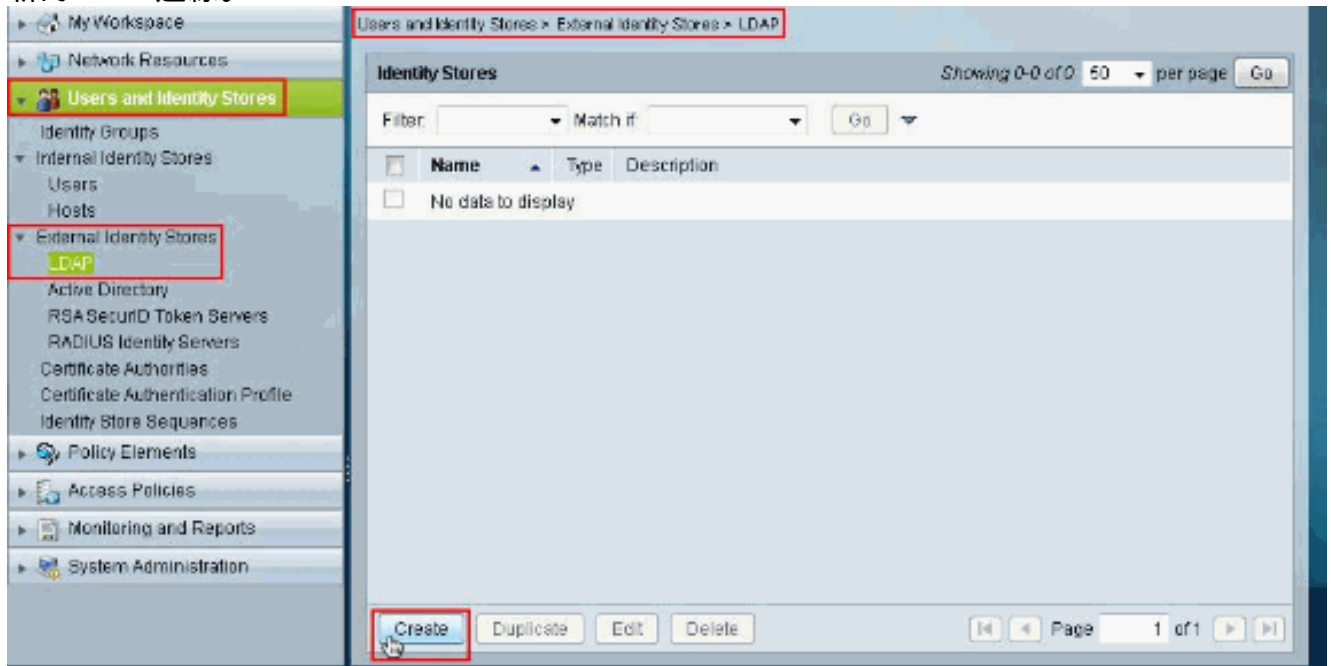 My Workspace
Network Resources
Users and Identity Stores
Identity Groups
Internal Identity Stores
Users
Hosts
External Identity Stores
LDAP
Active Directory
RSA SecurID Token Servers
RADIUS Identity Servers
Certificate Authorities
Certificate Authentication Profile
Identity Store Sequences
Policy Elements
Access Policies
Monitoring and Reports
System Administration
Users and Identity Stores > External Identity Stores > LDAP
Identity Stores Showing 0-0 of 0 50 per page Go
Filter: Match if: Go
Name Type Description
No data to display
Create Duplicate Edit Delete Page 1 of 1